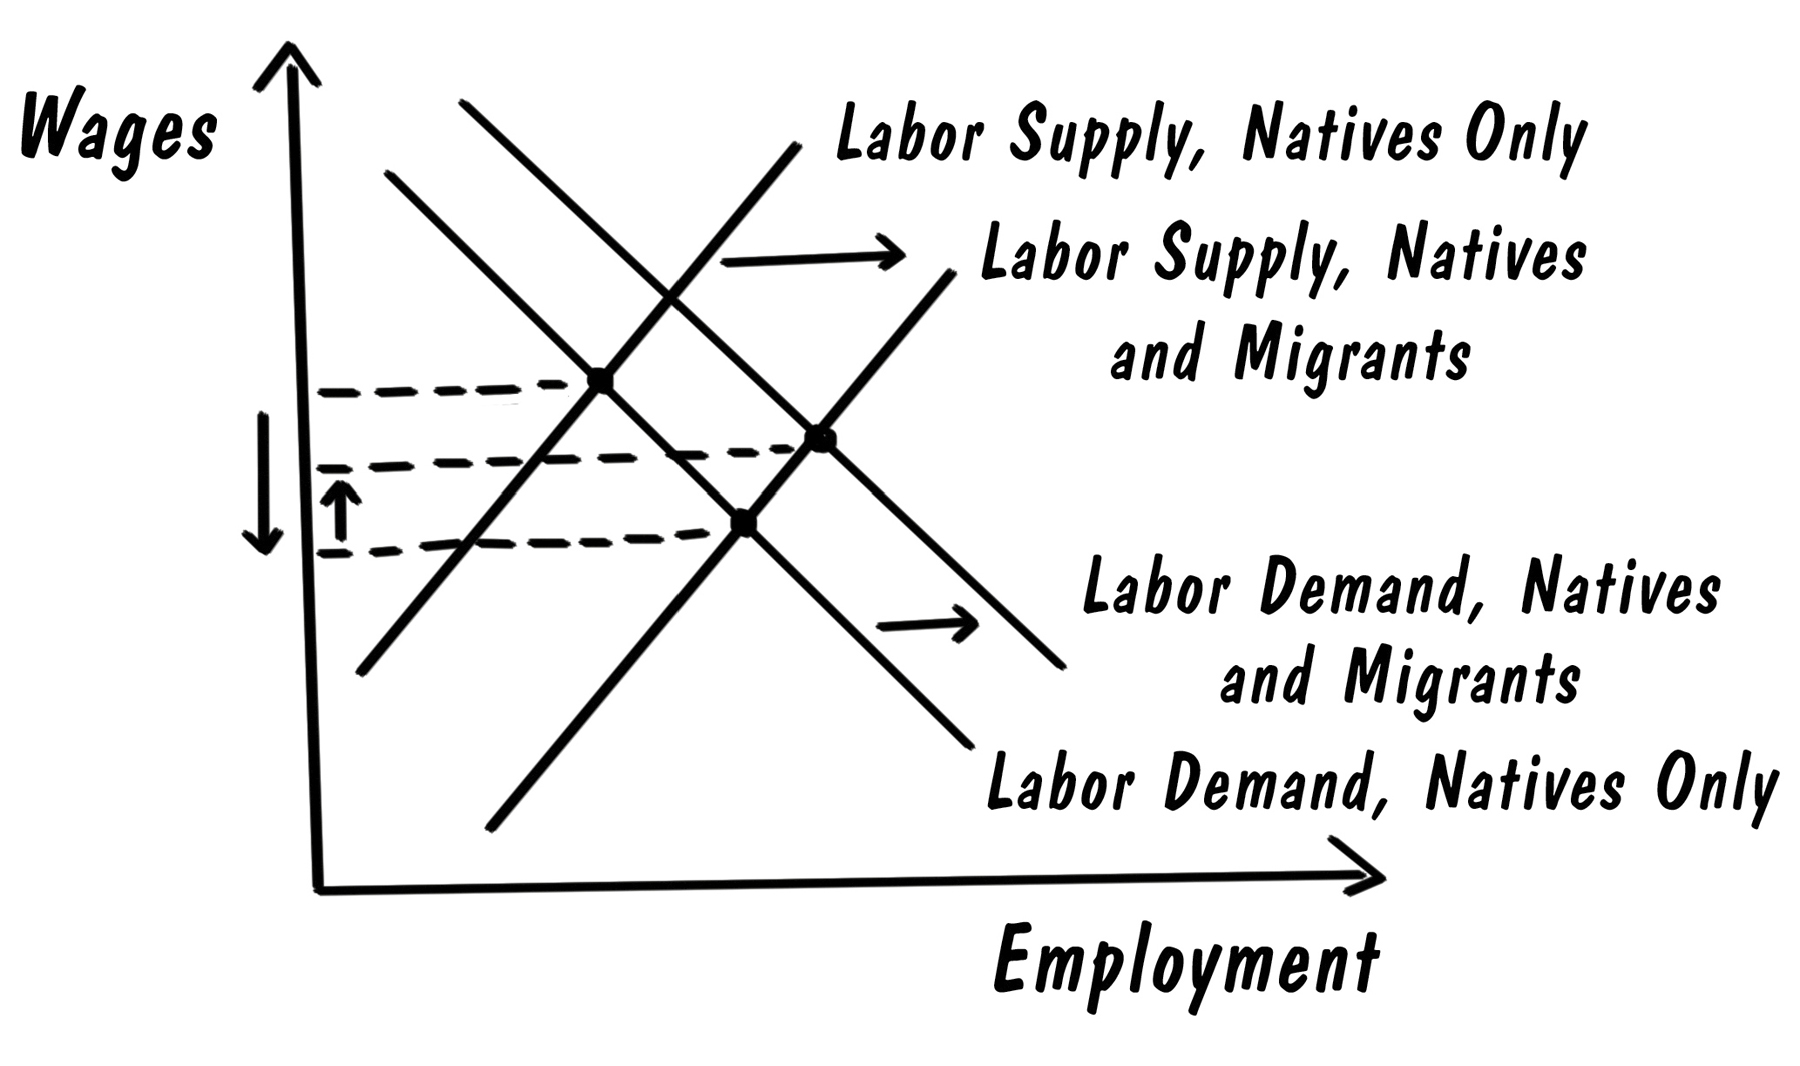 Wages
Labor Supply, Natives Only
Labor Supply, Natives
and Migrants
Labor Demand, Natives
and Migrants
Labor Demand, Natives Only
Employment